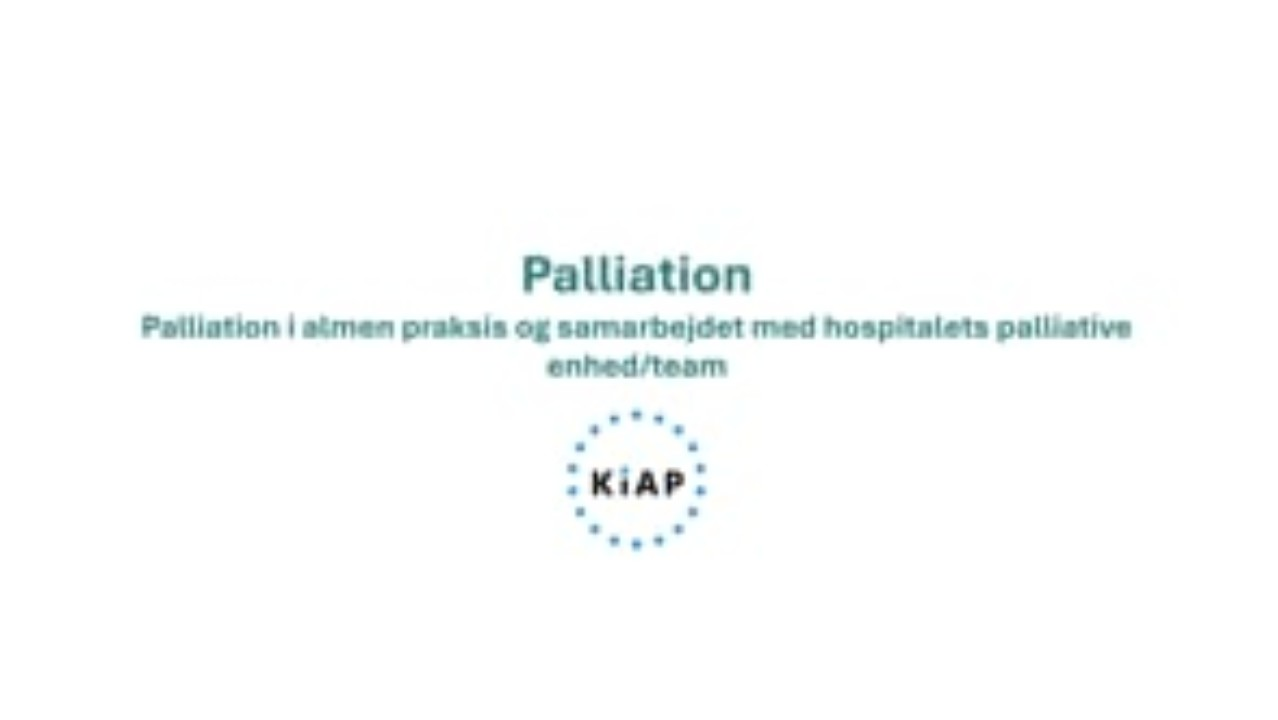 Palliation
Palliation i almen praksis og samarbejdet med hospitalets palliative
enhed/team
KiAP